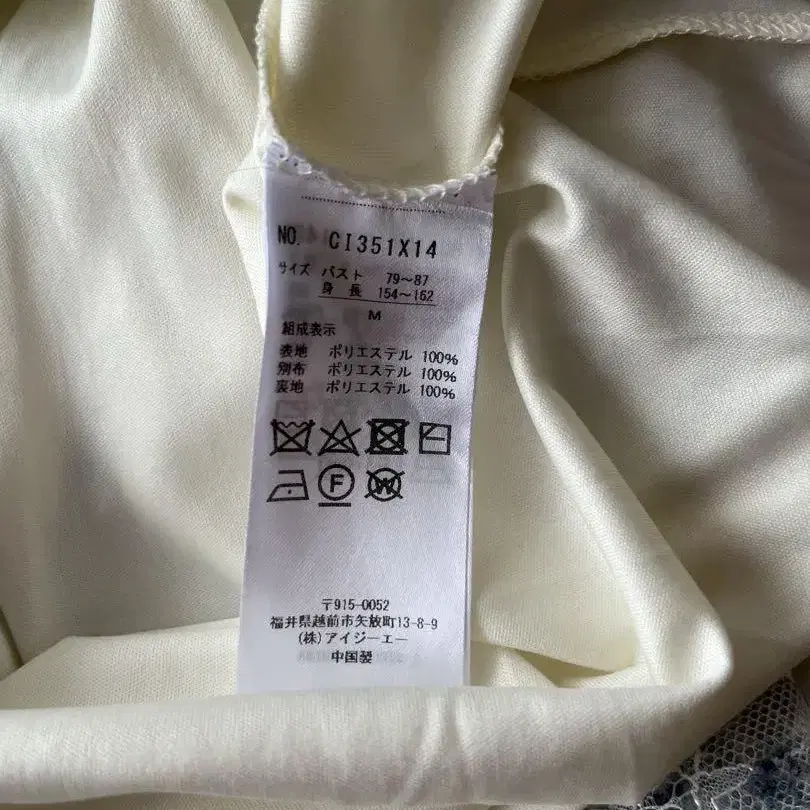 NO. CI351X14
サイズ バスト 79~87
身長 154~162
M
組成表示
表地 ポリエステル 100%
別布 ポリエステル 100%
裏地 ポリエステル 100%
F
W
〒915-0052
福井県越前市矢放町13-8-9
(株)アイジーエー
中国製